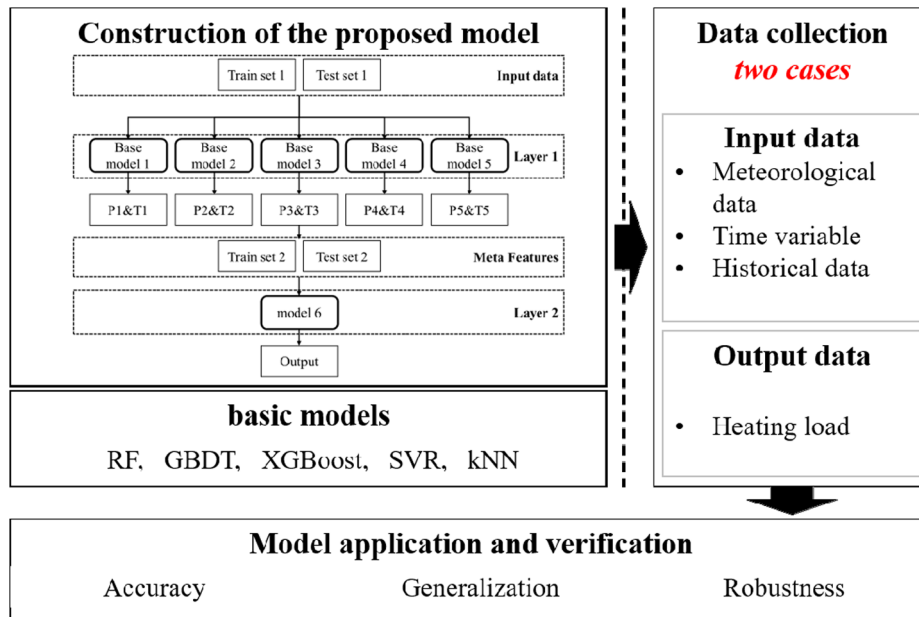 Construction of the proposed model
Train set 1
Test set 1
Input data
Base model 1
Base model 2
Base model 3
Base model 4
Base model 5
Layer 1
P1&T1
P2&T2
P3&T3
P4&T4
P5&T5
Train set 2
Test set 2
Meta Features
model 6
Layer 2
Output
basic models
RF, GBDT, XGBoost, SVR, kNN
Data collection
two cases
Input data
• Meteorological
data
• Time variable
• Historical data
Output data
• Heating load
Model application and verification
Accuracy Generalization Robustness